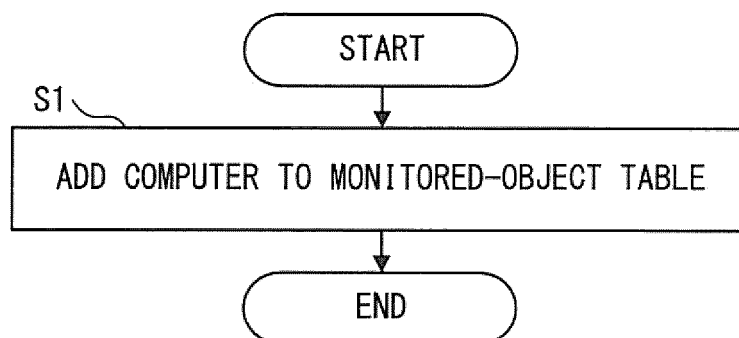 START
S1
ADD COMPUTER TO MONITORED-OBJECT TABLE
END